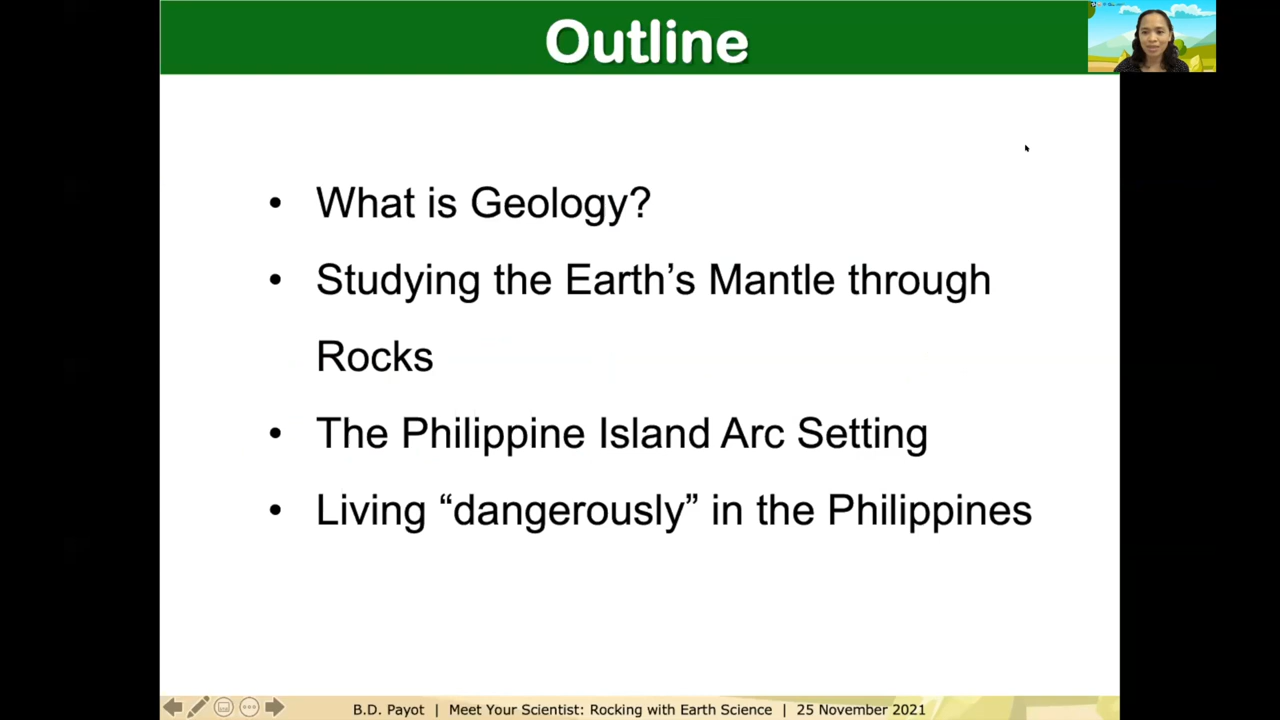 Outline
• What is Geology?
• Studying the Earth’s Mantle through
Rocks
• The Philippine Island Arc Setting
• Living “dangerously” in the Philippines
B.D. Payot | Meet Your Scientist: Rocking with Earth Science | 25 November 2021